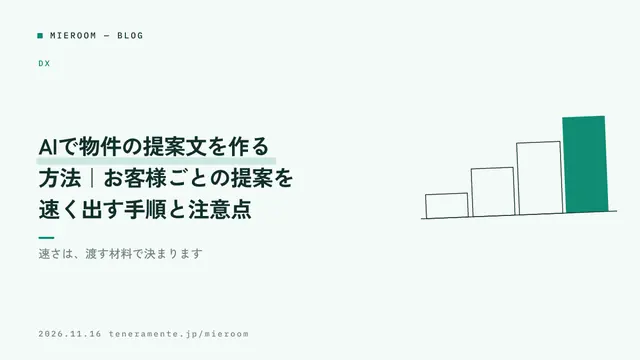 MIEROOM — BLOG
DX
AIで物件の提案文を作る
方法｜お客様ごとの提案を
速く出す手順と注意点
速さは、渡す材料で決まります
2026.11.16 teneramente.jp/mieroom